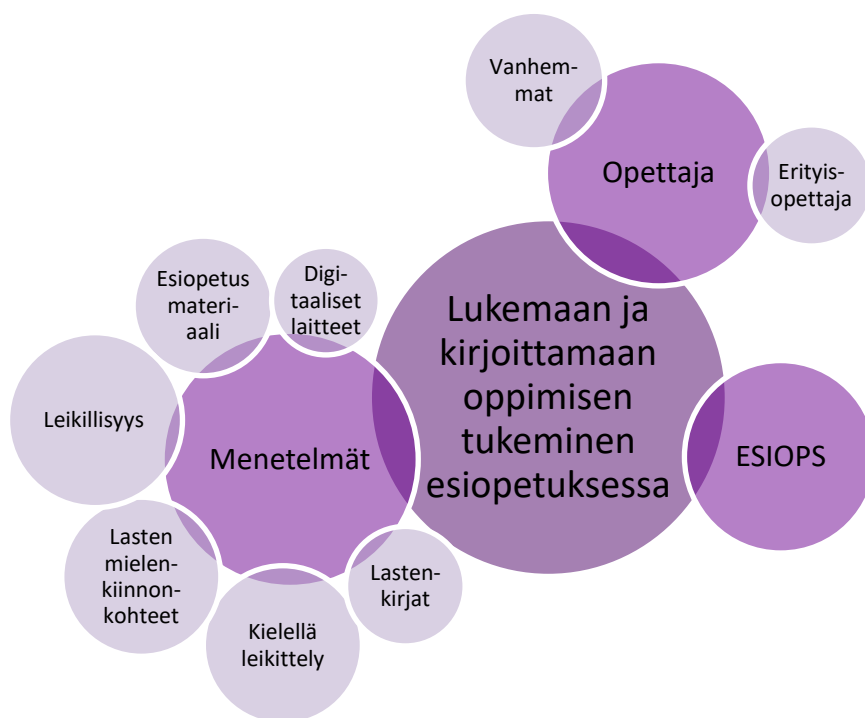 Vanhem-
mat
Opettaja
Erityis-
opettaja
Esiopetus
materi-
aali
Digi-
taaliset
laitteet
Lukemaan ja
kirjoittamaan
oppimisen
tukeminen
esiopetuksessa
Leikillisyys
Menetelmät
ESIOPS
Lasten
mielen-
kiinnon-
kohteet
Lasten-
kirjat
Kielellä
leikittely